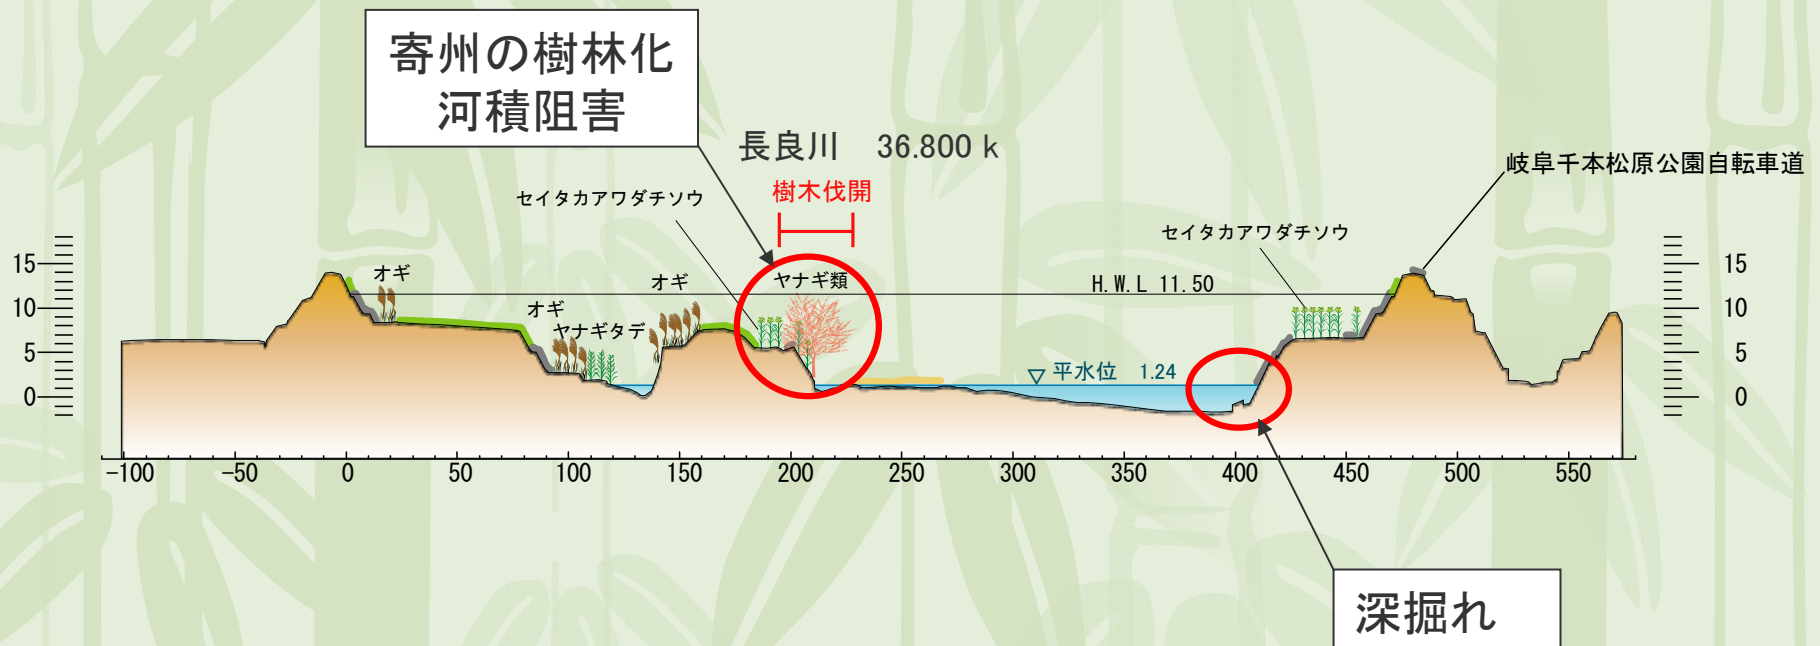 寄州の樹林化
河積阻害
長良川 36.800 k
樹木伐開
岐阜千本松原公園自転車道
セイタカアワダチソウ
セイタカアワダチソウ
オギ
オギ
ヤナギ類
H.W.L 11.50
オギ
ヤナギタデ
平水位 1.24
15
10
5
0
15
10
5
0
-100 -50 0 50 100 150 200 250 300 350 400 450 500 550
深掘れ